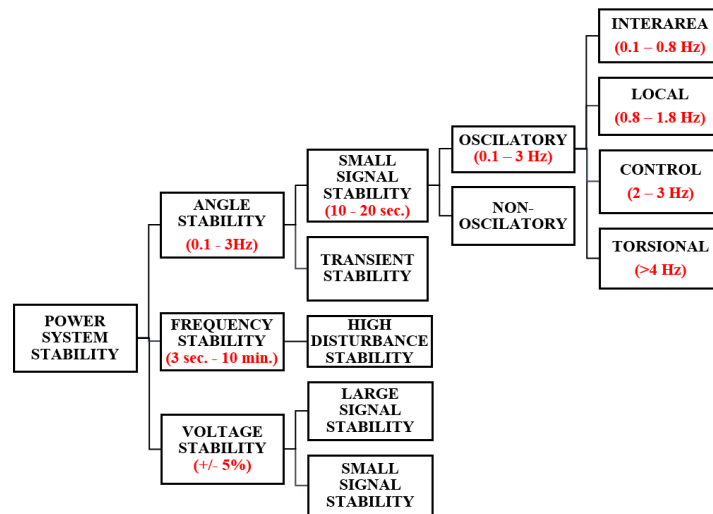 POWER
SYSTEM
STABILITY
ANGLE
STABILITY
(0.1 - 3Hz)
FREQUENCY
STABILITY
(3 sec. - 10 min.)
VOLTAGE
STABILITY
(+/- 5%)
SMALL
SIGNAL
STABILITY
(10 - 20 sec.)
TRANSIENT
STABILITY
HIGH
DISTURBANCE
STABILITY
LARGE
SIGNAL
STABILITY
SMALL
SIGNAL
STABILITY
OSCILATORY
(0.1 – 3 Hz)
NON-
OSCILATORY
INTERAREA
(0.1 – 0.8 Hz)
LOCAL
(0.8 – 1.8 Hz)
CONTROL
(2 – 3 Hz)
TORSIONAL
(>4 Hz)